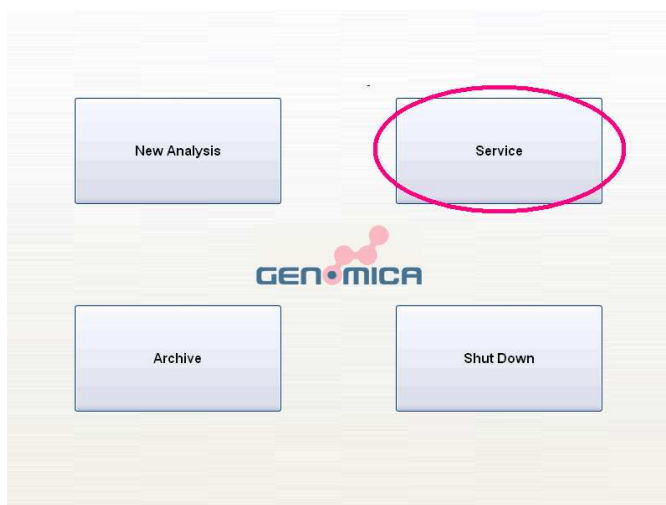 New Analysis
Service
GENOMICA
Archive
Shut Down